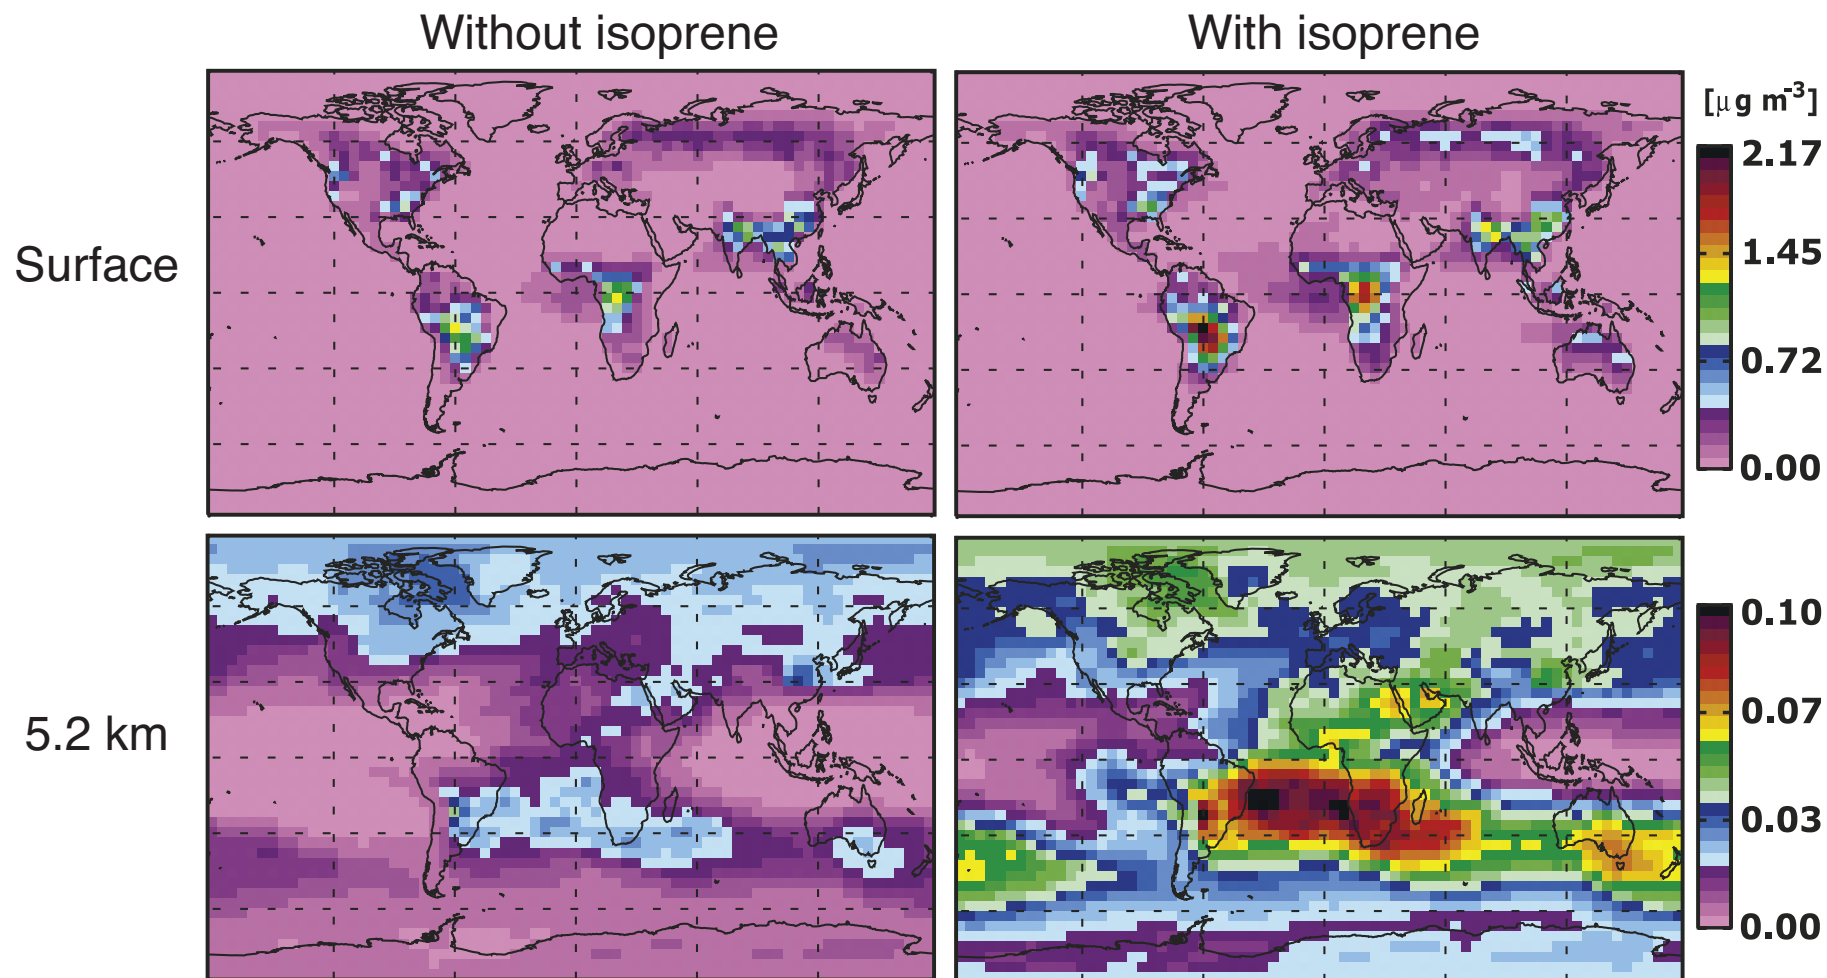 Without isoprene
With isoprene
[μg m-3]
Surface
2.17
1.45
0.72
0.00
5.2 km
0.10
0.07
0.03
0.00